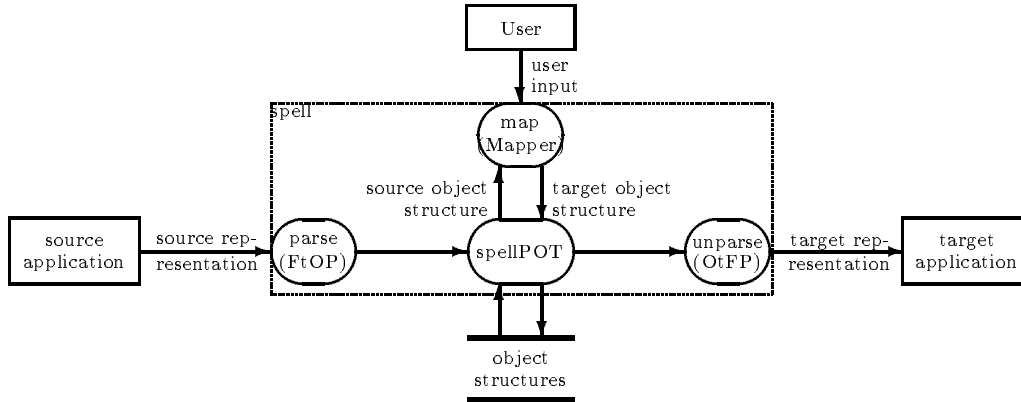 User
user
input
spell
map
(Mapper)
source object
structure
target object
structure
source
application
source rep-
resentation
parse
(FtOP)
spellPOT
unparse
(OtFP)
target rep-
resentation
target
application
object
structures